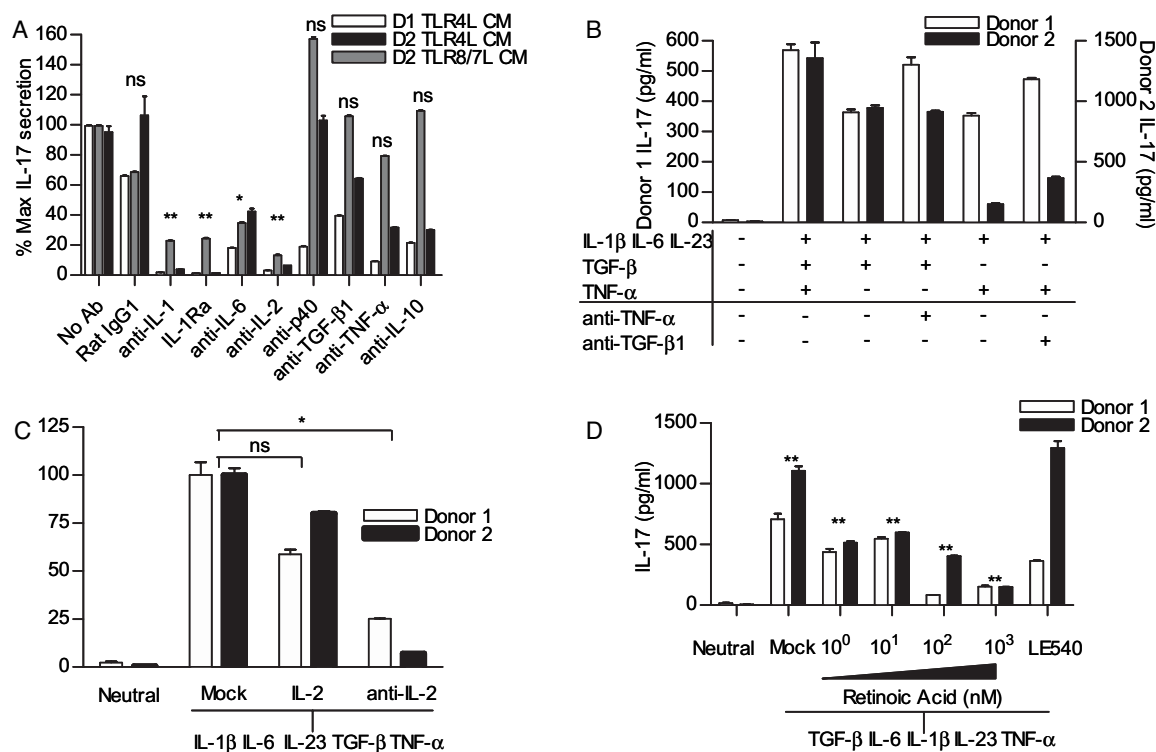 A
D1 TLR4L CM
D2 TLR4L CM
D2 TLR8/7L CM
% Max IL-17 secretion
160
140
120
100
80
60
40
20
0
ns
**
**
*
**
ns
ns
ns
ns
No Ab
Rat IgG1
anti-IL-1
IL-1Ra
anti-IL-6
anti-IL-2
anti-p40
anti-TGF-β1
anti-TNF-α
anti-IL-10
B
Donor 1
Donor 2
Donor 1 IL-17 (pg/ml)
600
500
400
300
200
100
0
1500
1000
500
0
Donor 2 IL-17 (pg/ml)
IL-1β IL-6 IL-23 - + + + + +
TGF-β - + + + - -
TNF-α - + - - + +
anti-TNF-α - - - + - -
anti-TGF-β1 - - - - - +
C
125
100
75
50
25
0
*
ns
Donor 1
Donor 2
Neutral Mock IL-2 anti-IL-2
IL-1β IL-6 IL-23 TGF-β TNF-α
D
Donor 1
Donor 2
IL-17 (pg/ml)
1500
1000
500
0
**
**
**
**
**
Neutral Mock 10⁰ 10¹ 10² 10³ LE540
Retinoic Acid (nM)
TGF-β IL-6 IL-1β IL-23 TNF-α